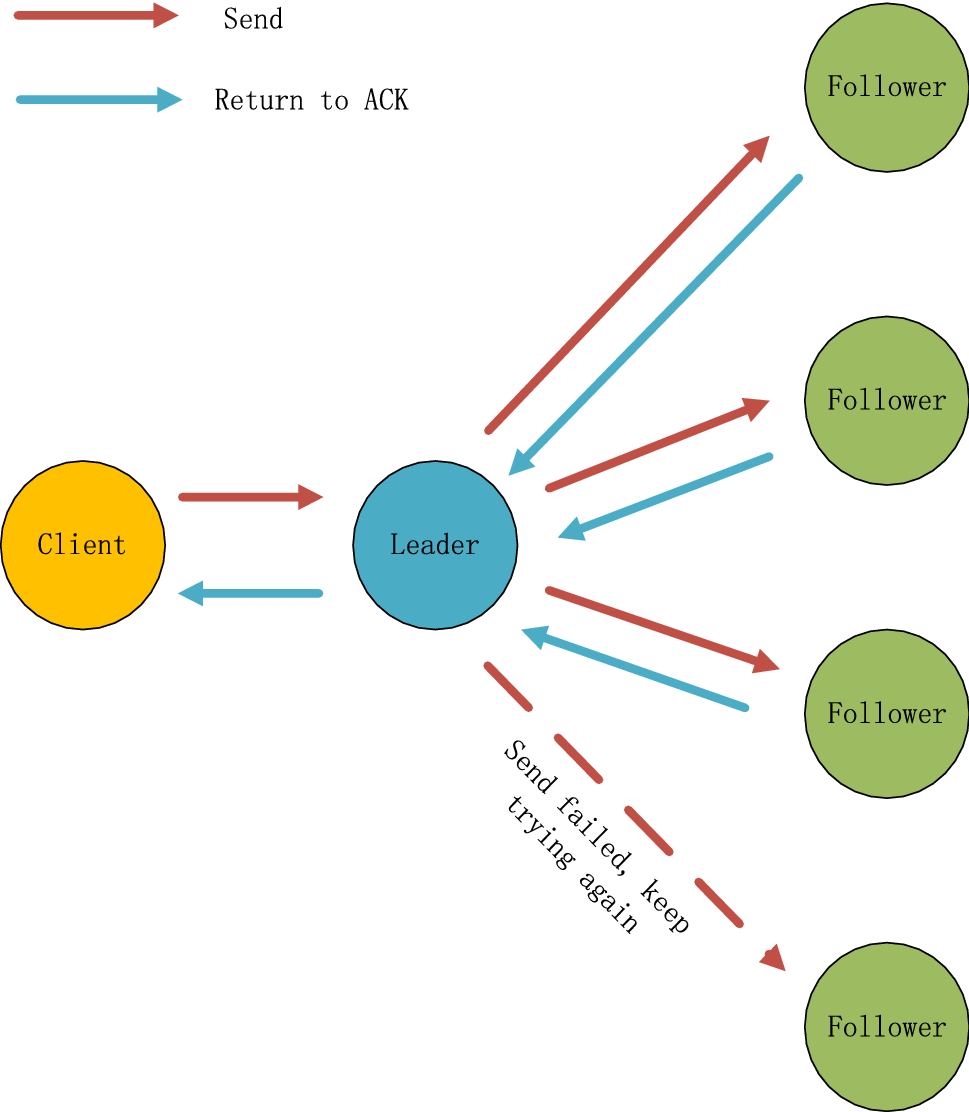 Send
Return to ACK
Follower
Follower
Client
Leader
Follower
Send failed, keep
trying again
Follower